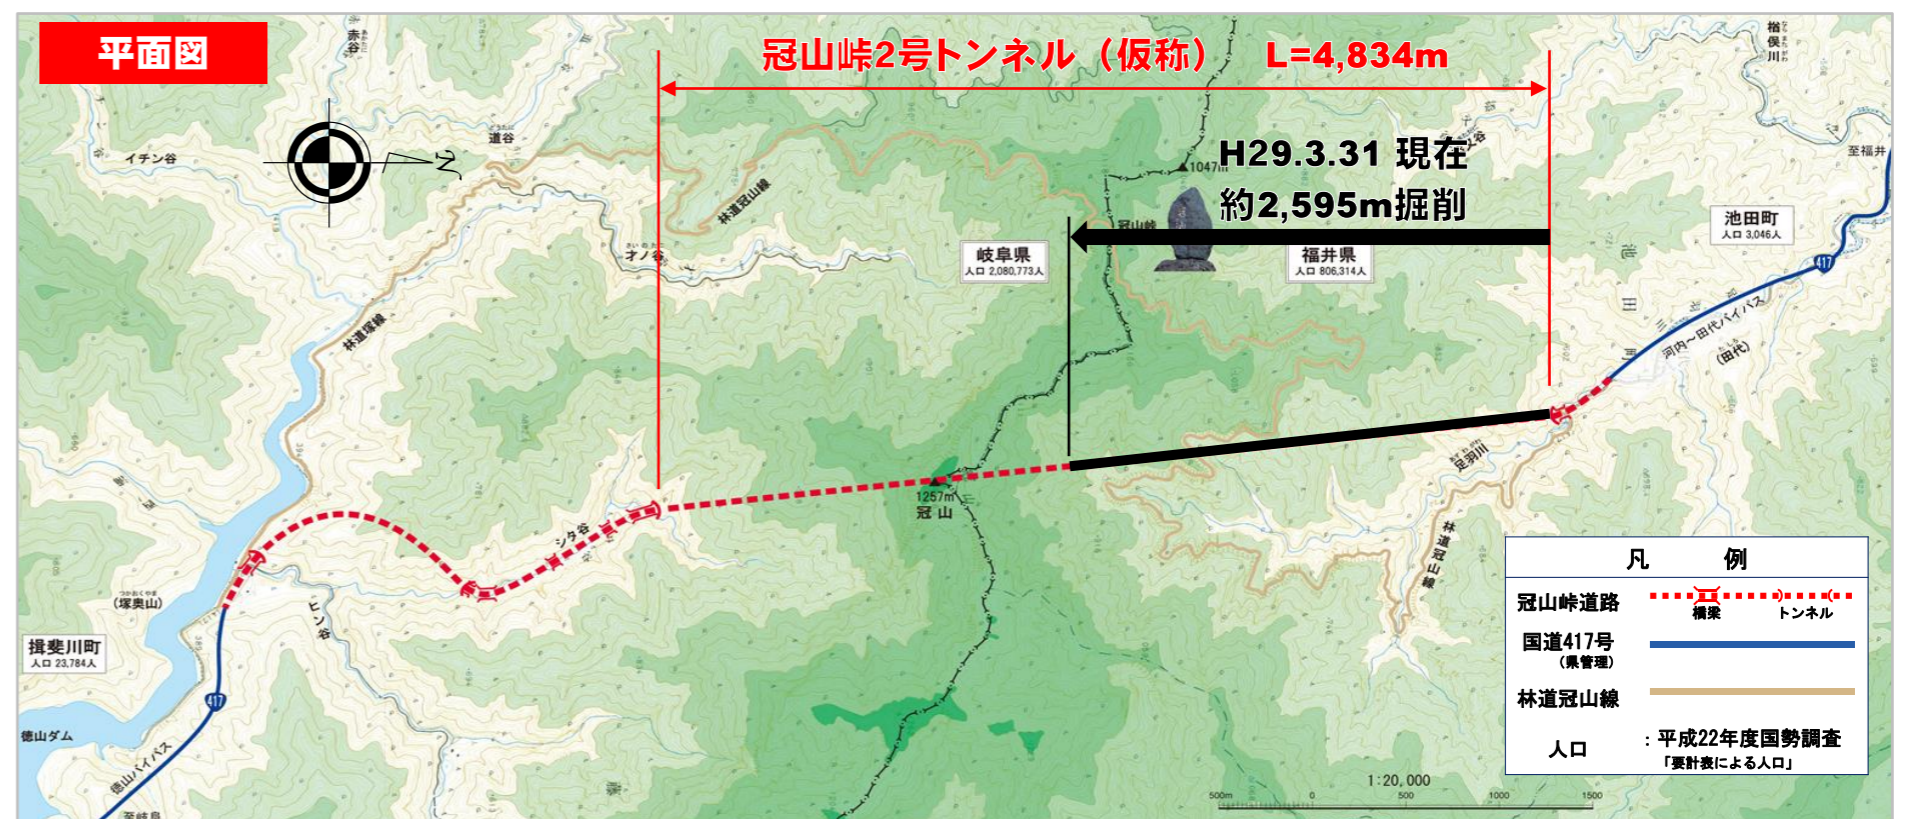 平面図
冠山峠2号トンネル（仮称） L=4,834m
H29.3.31 現在
約2,595m掘削
赤谷
イチン谷
道谷
林道冠山線
1047m
冠山峠
楢俣川
至福井
池田町
人口 3,046人
417
岐阜県
人口 2,080,773人
福井県
人口 806,314人
才ノ谷
林道塚線
池田町
河内～田代バイパス
（田代）
足羽川
林道冠山線
1257m
冠山
シタ谷
ヒン谷
（塚奥山）
揖斐川町
人口 23,784人
417
徳山ダム
徳山バイパス
至岐阜
凡 例
冠山峠道路
橋梁 トンネル
国道417号
（県管理）
林道冠山線
人口 ：平成22年度国勢調査
「要計表による人口」
1:20,000
500m 0 500 1000 1500